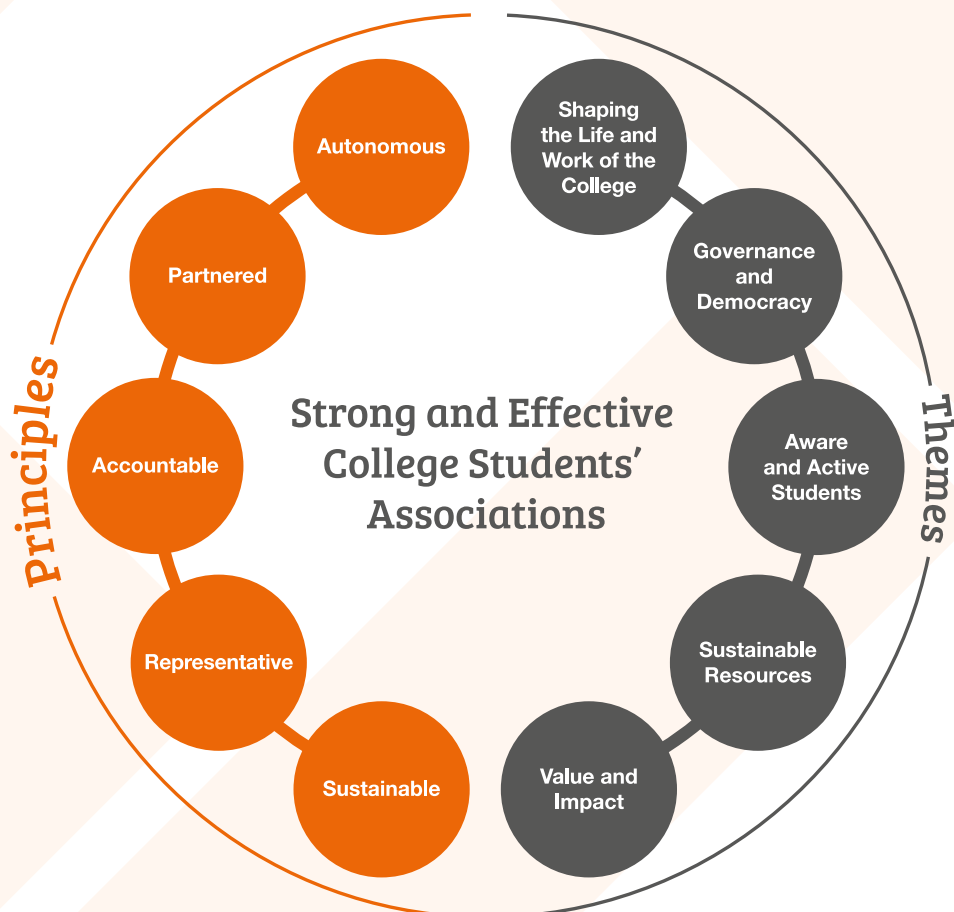 Principles
Autonomous
Partnered
Accountable
Representative
Sustainable
Strong and Effective
College Students’
Associations
Themes
Shaping
the Life and
Work of the
College
Governance
and
Democracy
Aware
and Active
Students
Sustainable
Resources
Value and
Impact